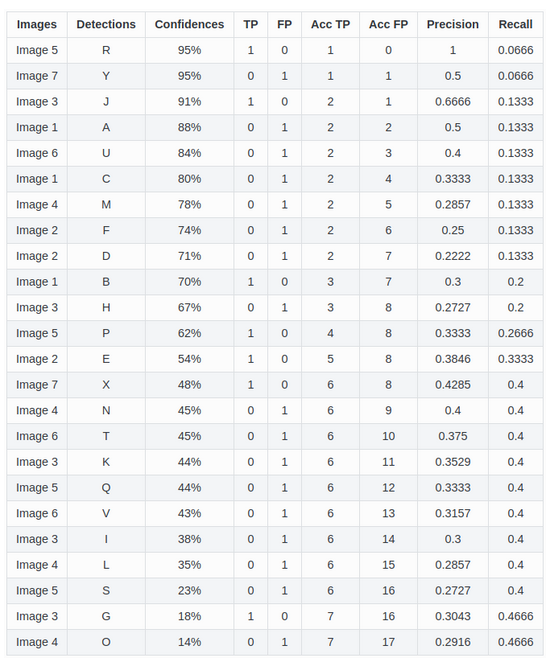 Images Detections Confidences TP FP Acc TP Acc FP Precision Recall
Image 5 R 95% 1 0 1 0 1 0.0666
Image 7 Y 95% 0 1 1 1 0.5 0.0666
Image 3 J 91% 1 0 2 1 0.6666 0.1333
Image 1 A 88% 0 1 2 2 0.5 0.1333
Image 6 U 84% 0 1 2 3 0.4 0.1333
Image 1 C 80% 0 1 2 4 0.3333 0.1333
Image 4 M 78% 0 1 2 5 0.2857 0.1333
Image 2 F 74% 0 1 2 6 0.25 0.1333
Image 2 D 71% 0 1 2 7 0.2222 0.1333
Image 1 B 70% 1 0 3 7 0.3 0.2
Image 3 H 67% 0 1 3 8 0.2727 0.2
Image 5 P 62% 1 0 4 8 0.3333 0.2666
Image 2 E 54% 1 0 5 8 0.3846 0.3333
Image 7 X 48% 1 0 6 8 0.4285 0.4
Image 4 N 45% 0 1 6 9 0.4 0.4
Image 6 T 45% 0 1 6 10 0.375 0.4
Image 3 K 44% 0 1 6 11 0.3529 0.4
Image 5 Q 44% 0 1 6 12 0.3333 0.4
Image 6 V 43% 0 1 6 13 0.3157 0.4
Image 3 I 38% 0 1 6 14 0.3 0.4
Image 4 L 35% 0 1 6 15 0.2857 0.4
Image 5 S 23% 0 1 6 16 0.2727 0.4
Image 3 G 18% 1 0 7 16 0.3043 0.4666
Image 4 O 14% 0 1 7 17 0.2916 0.4666